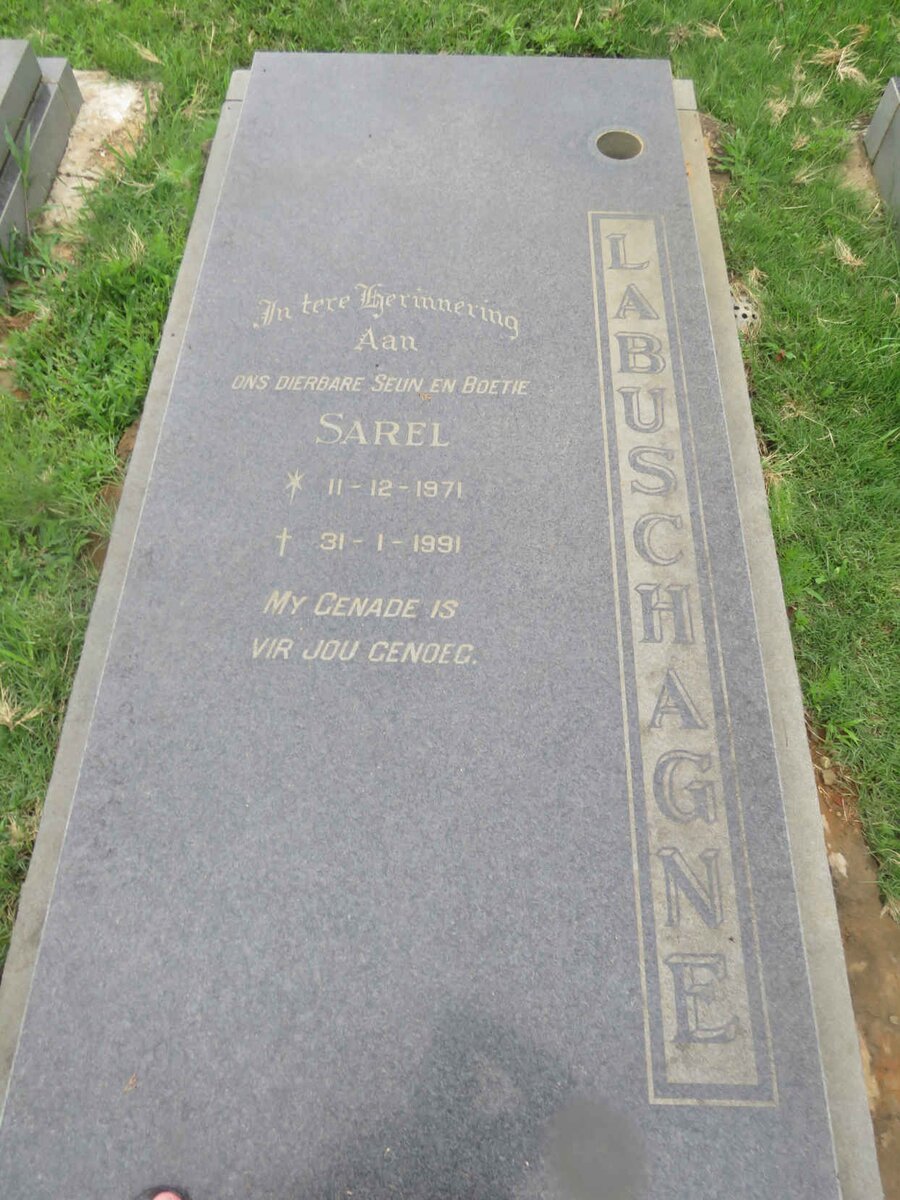 In tere Herinnering
Aan
ONS DIERBARE SEUN EN BOETIE
SAREL
* 11-12-1971
† 31-1-1991
MY GENADE IS
VIR JOU GENOEG.
LABUSCHAGNE